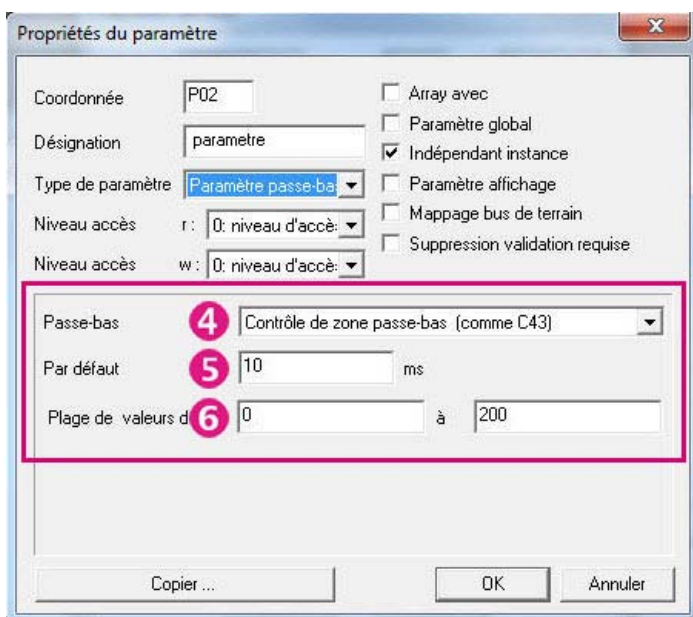 Propriétés du paramètre
Coordonnée P02
Désignation parametre
Type de paramètre Paramètre passe-ba
Niveau accès r : 0: niveau d'accè
Niveau accès w : 0: niveau d'accè
Array avec
Paramètre global
Indépendant instance
Paramètre affichage
Mappage bus de terrain
Suppression validation requise
Passe-bas 4 Contrôle de zone passe-bas (comme C43)
Par défaut 5 10 ms
Plage de valeurs d 6 0 à 200
Copier ... OK Annuler